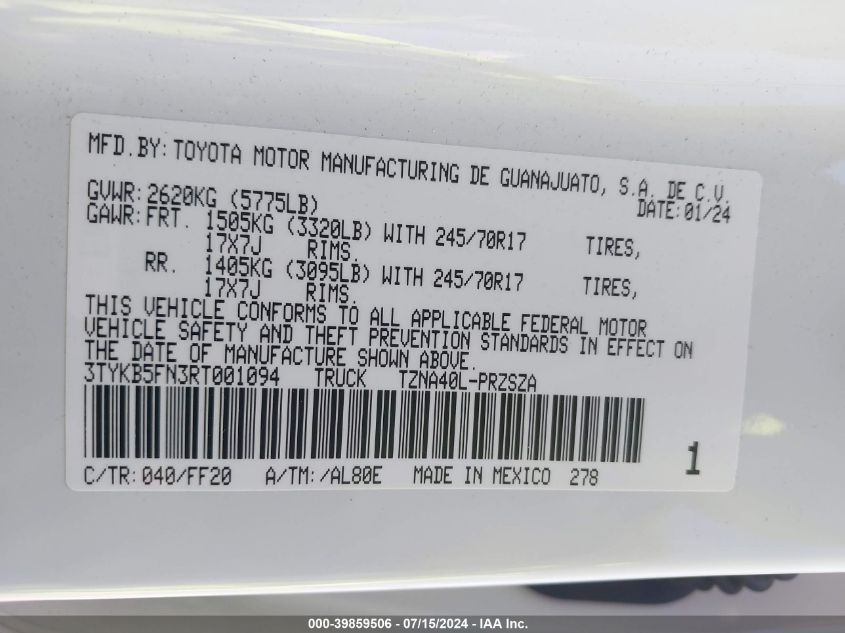 MFD.BY:TOYOTA MOTOR MANUFACTURING DE GUANAJUATO, S.A. DE C.V.
GVWR:2620KG (5775LB) DATE:01/24
GAWR:FRT. 1505KG (3320LB) WITH 245/70R17 TIRES,
17X7J RIMS.
RR. 1405KG (3095LB) WITH 245/70R17 TIRES,
17X7J RIMS.
THIS VEHICLE CONFORMS TO ALL APPLICABLE FEDERAL MOTOR
VEHICLE SAFETY AND THEFT PREVENTION STANDARDS IN EFFECT ON
THE DATE OF MANUFACTURE SHOWN ABOVE.
3TYKB5FN3RT001094 TRUCK TZNA40L-PRZSZA
1
C/TR:040/FF20 A/TM:/AL80E MADE IN MEXICO 278
000-39859506 - 07/15/2024 - IAA Inc.